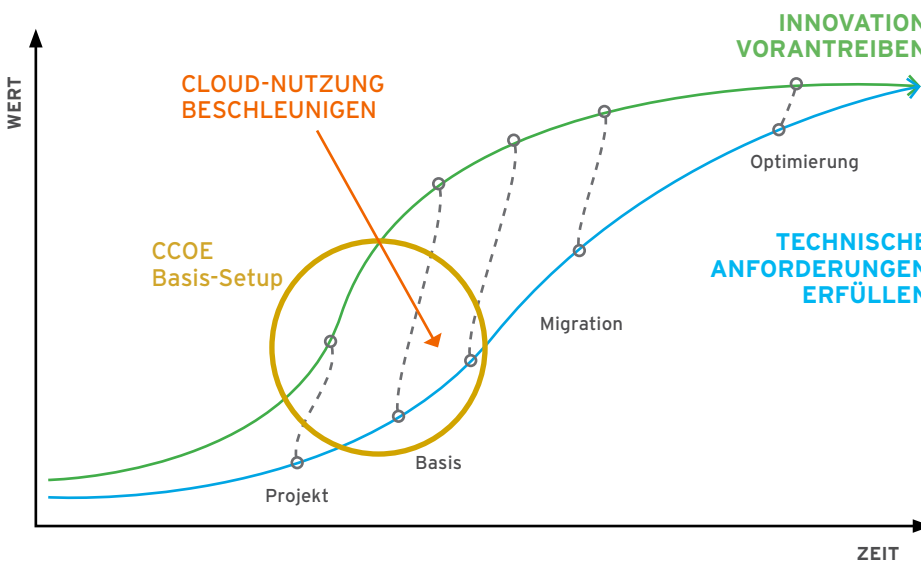 INNOVATION
VORANTREIBEN
WERT
CLOUD-NUTZUNG
BESCHLEUNIGEN
Optimierung
CCOE
Basis-Setup
TECHNISCHE
ANFORDERUNGEN
ERFÜLLEN
Migration
Basis
Projekt
ZEIT